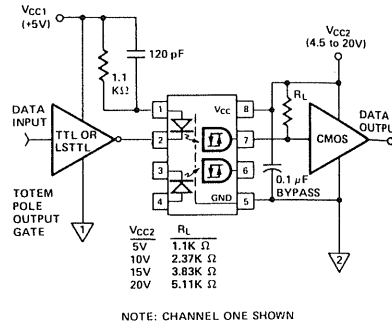 VCC1
(+5V)
120 pF
1.1
KΩ
VCC2
(4.5 to 20V)
1
8
VCC
RL
DATA
INPUT
TTL OR
LSTTL
2
7
CMOS
DATA
OUTPUT
3
6
TOTEM
POLE
OUTPUT
GATE
0.1 μF
BYPASS
4
GND
5
1
2
VCC2 RL
5V 1.1K Ω
10V 2.37K Ω
15V 3.83K Ω
20V 5.11K Ω
NOTE: CHANNEL ONE SHOWN